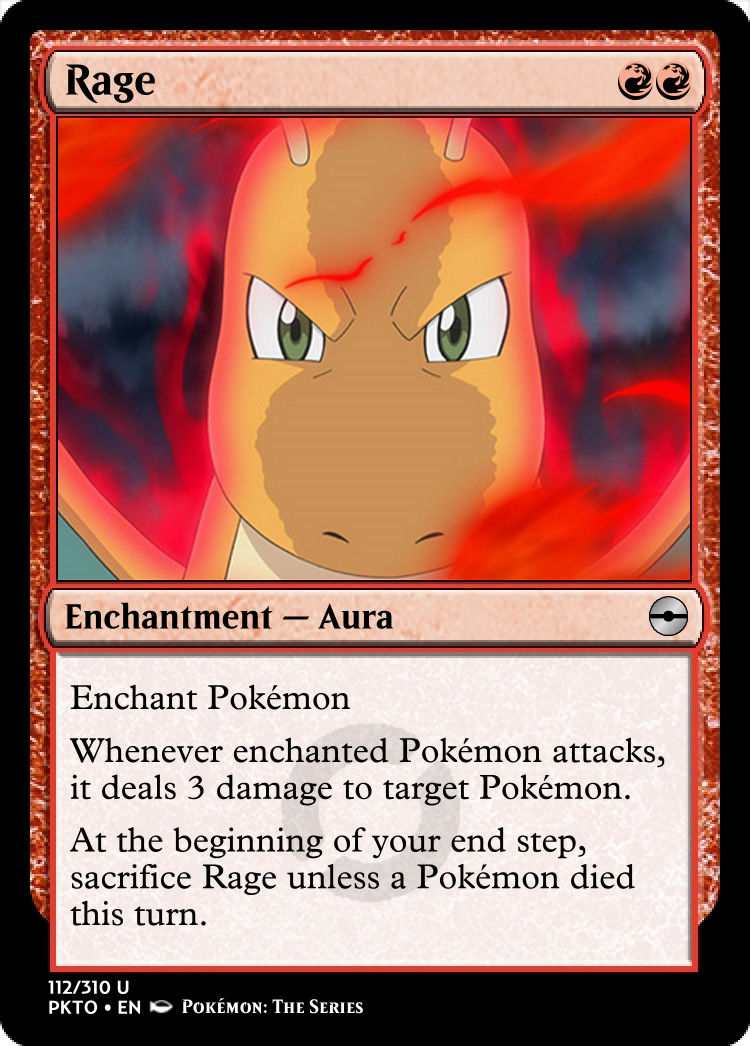 Rage
Enchantment — Aura
Enchant Pokémon
Whenever enchanted Pokémon attacks,
it deals 3 damage to target Pokémon.
At the beginning of your end step,
sacrifice Rage unless a Pokémon died
this turn.
112/310 U
PKTO • EN Pokémon: The Series